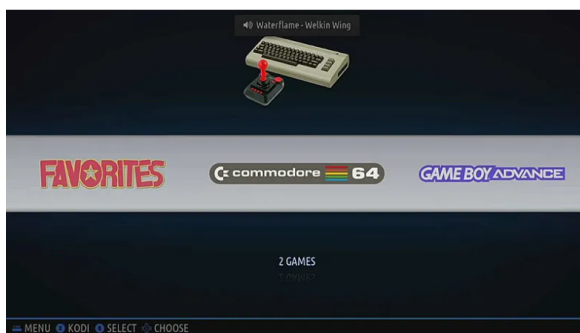 Waterflame - Welkin Wing
FAVORITES
commodore 64
GAME BOY ADVANCE
2 GAMES
MENU KODI SELECT CHOOSE